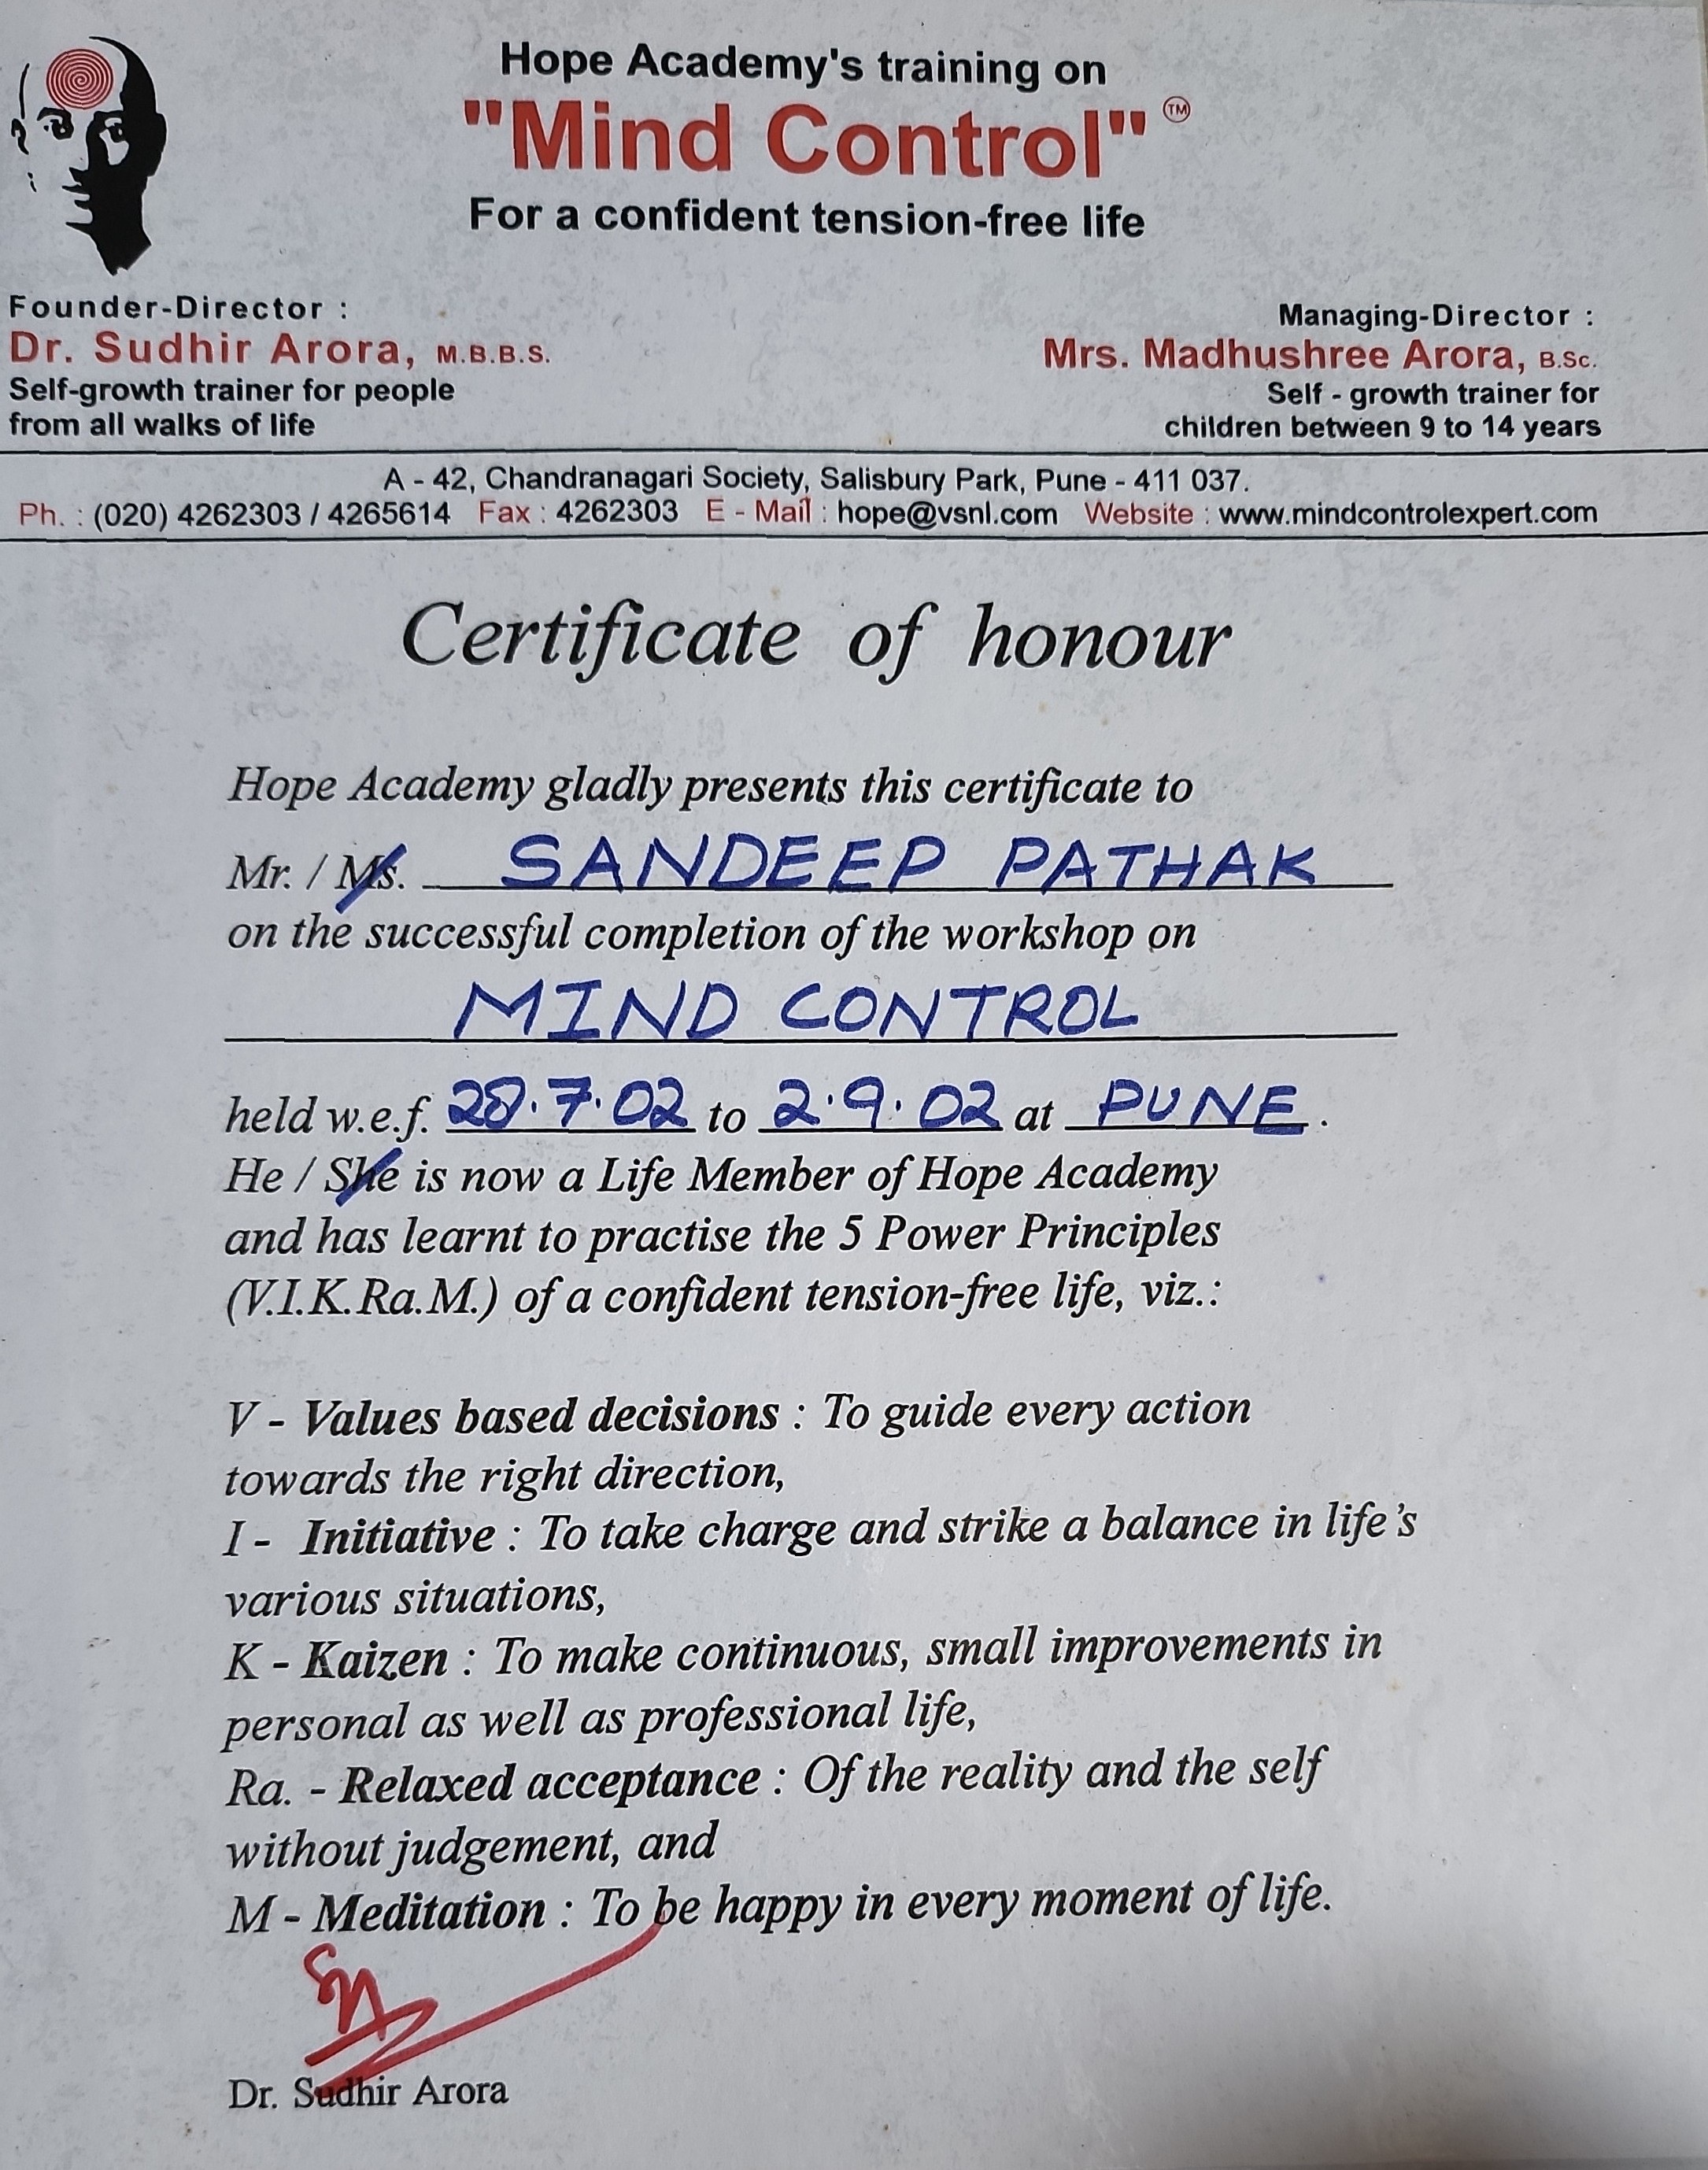 Hope Academy's training on
"Mind Control" TM
For a confident tension-free life
Founder-Director :
Dr. Sudhir Arora, M.B.B.S.
Self-growth trainer for people
from all walks of life
Managing-Director :
Mrs. Madhushree Arora, B.Sc.
Self - growth trainer for
children between 9 to 14 years
A - 42, Chandranagari Society, Salisbury Park, Pune - 411 037.
Ph. : (020) 4262303 / 4265614 Fax : 4262303 E - Mail : hope@vsnl.com Website : www.mindcontrolexpert.com
Certificate of honour
Hope Academy gladly presents this certificate to
Mr. / Ms. SANDEEP PATHAK
on the successful completion of the workshop on
MIND CONTROL
held w.e.f. 28.7.02 to 2.9.02 at PUNE.
He / She is now a Life Member of Hope Academy
and has learnt to practise the 5 Power Principles
(V.I.K.Ra.M.) of a confident tension-free life, viz.:
V - Values based decisions : To guide every action
towards the right direction,
I - Initiative : To take charge and strike a balance in life's
various situations,
K - Kaizen : To make continuous, small improvements in
personal as well as professional life,
Ra. - Relaxed acceptance : Of the reality and the self
without judgement, and
M - Meditation : To be happy in every moment of life.
Dr. Sudhir Arora